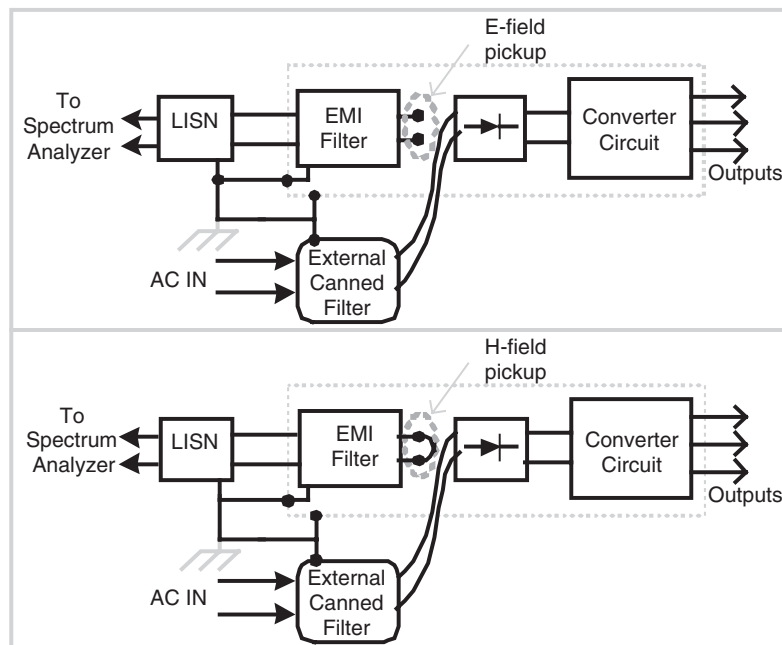 E-field
pickup
To
Spectrum
Analyzer
LISN
EMI
Filter
Converter
Circuit
Outputs
AC IN
External
Canned
Filter
H-field
pickup
To
Spectrum
Analyzer
LISN
EMI
Filter
Converter
Circuit
Outputs
AC IN
External
Canned
Filter